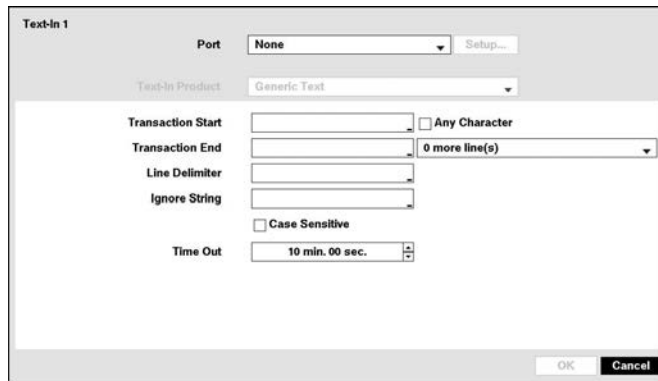 Text-In 1
Port None Setup...
Text-In Product Generic Text
Transaction Start Any Character
Transaction End 0 more line(s)
Line Delimiter
Ignore String
Case Sensitive
Time Out 10 min. 00 sec.
OK Cancel